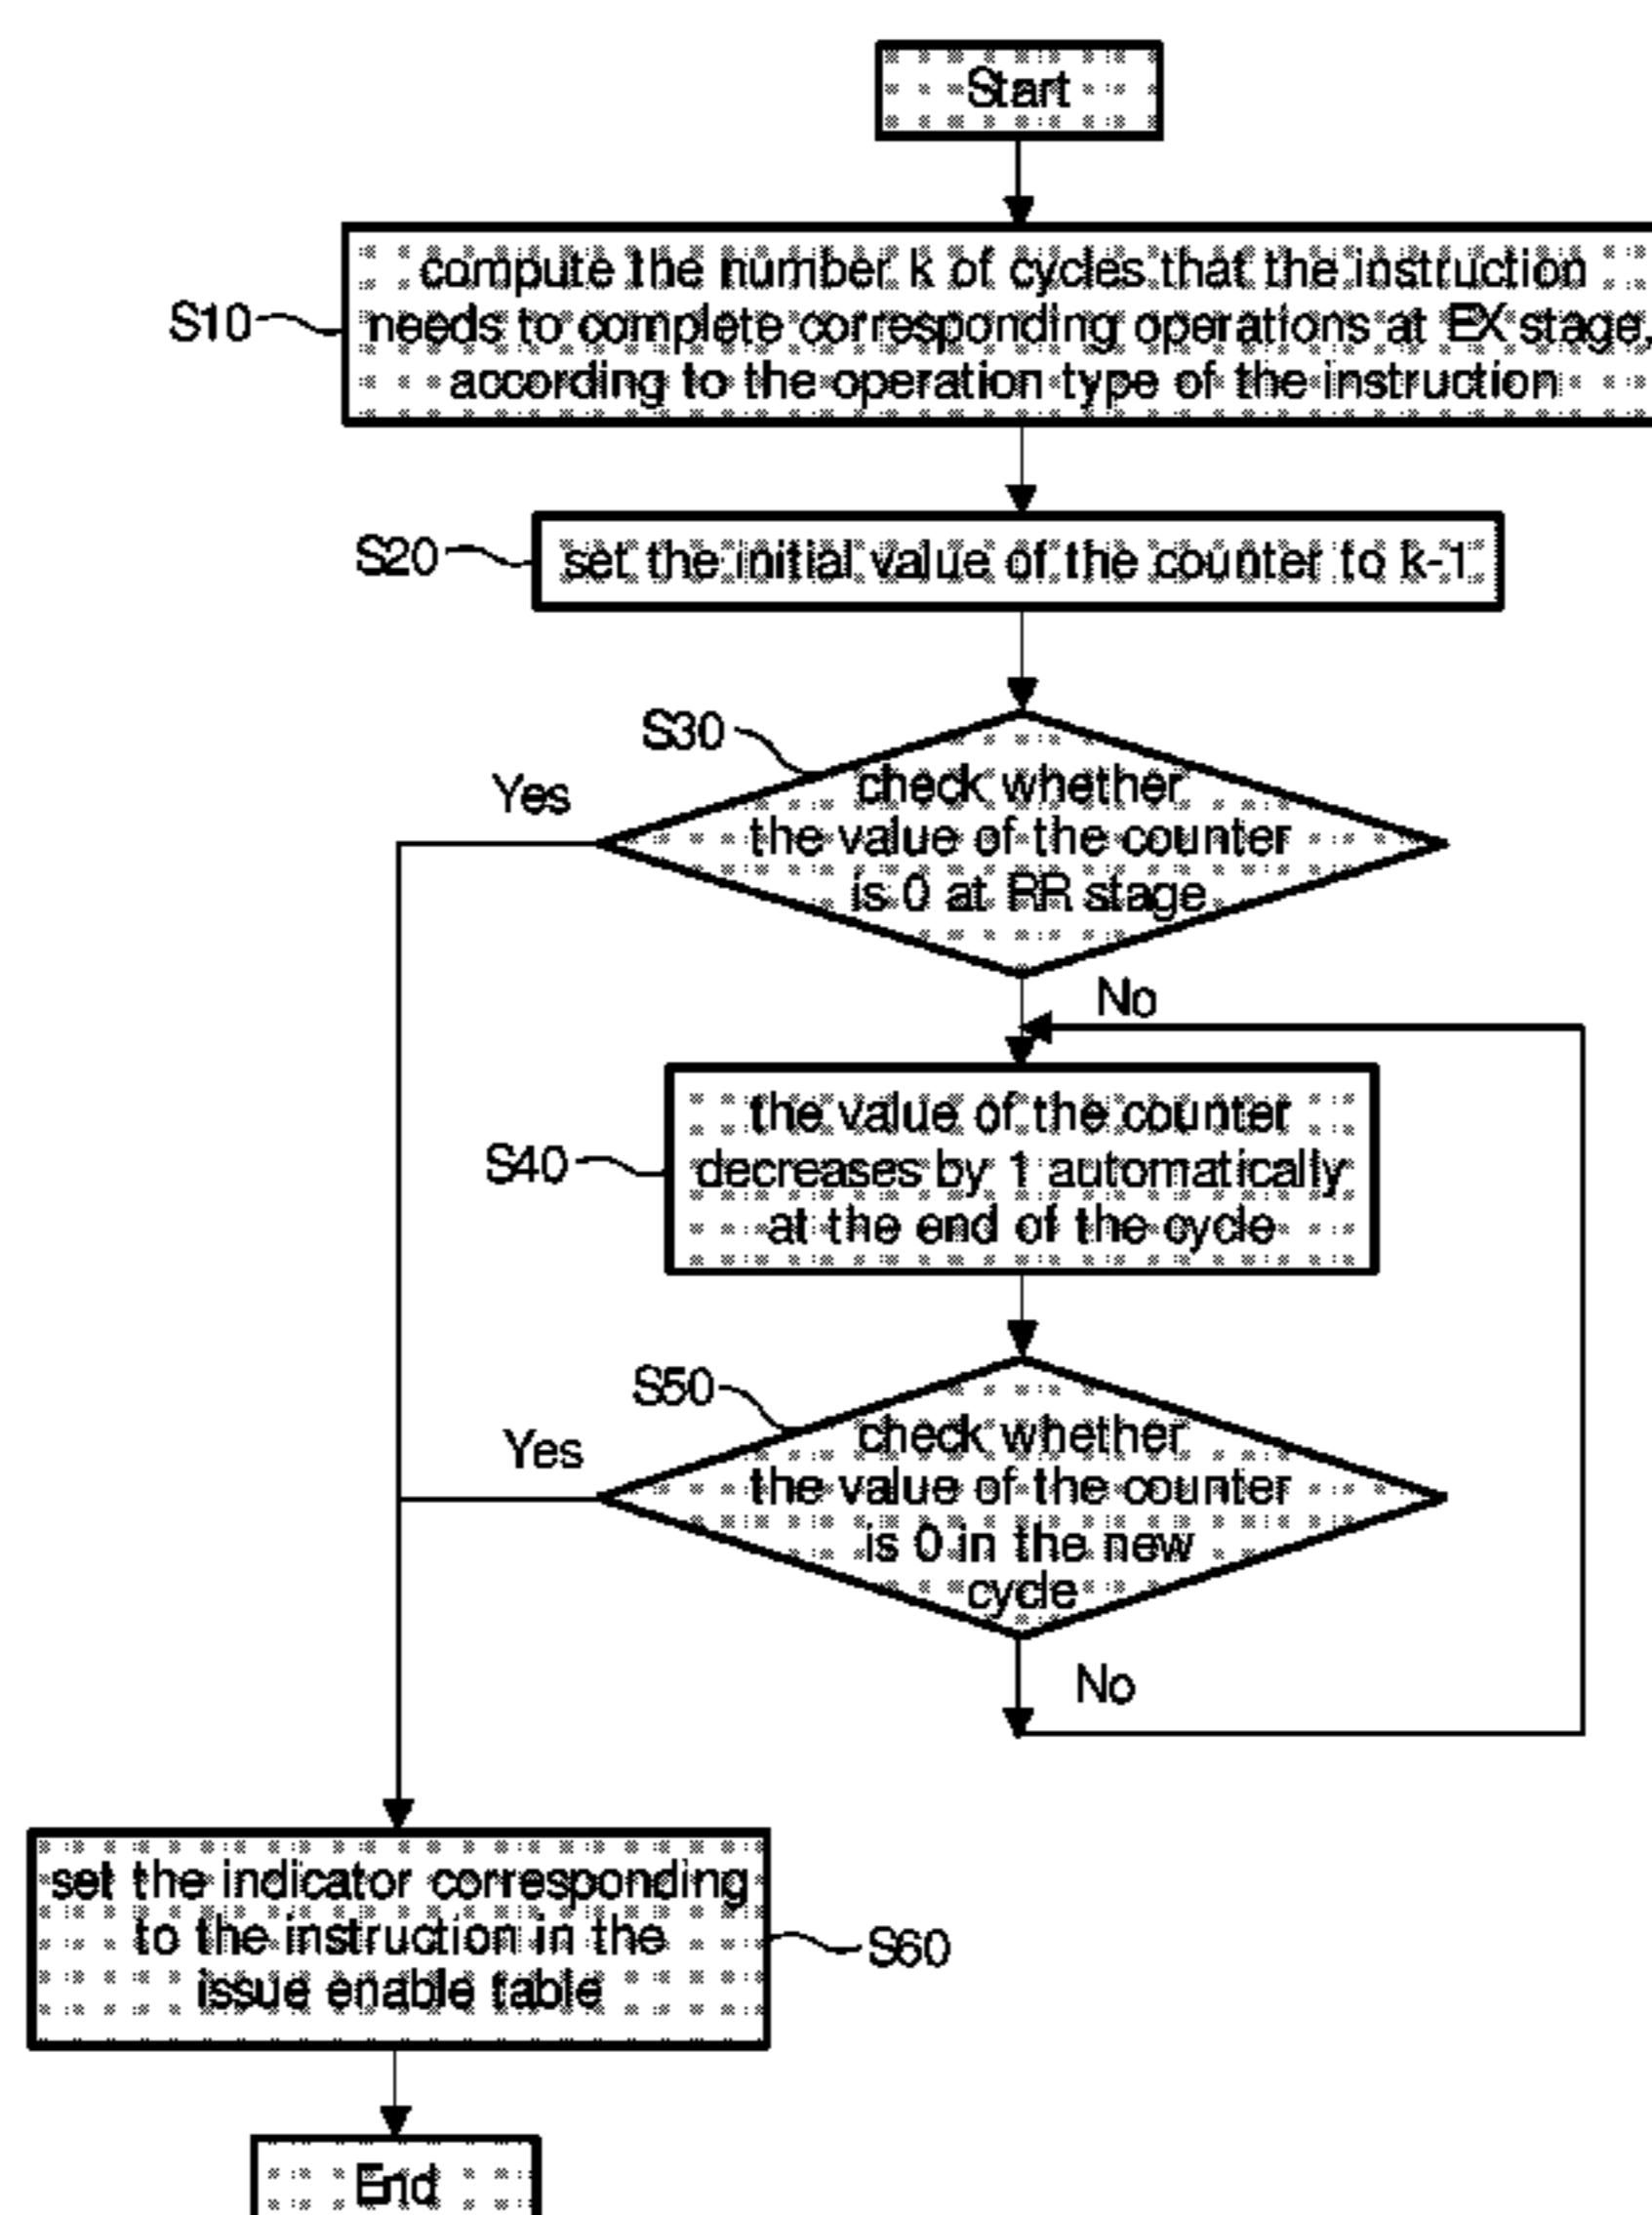 Start
compute the number k of cycles that the instruction
S10
needs to complete corresponding operations at EX stage,
according to the operation type of the instruction
S20
set the initial value of the counter to k-1
S30
Yes
check whether
the value of the counter
is 0 at RR stage
No
the value of the counter
S40
decreases by 1 automatically
at the end of the cycle
S50
Yes
check whether
the value of the counter
is 0 in the new
cycle
No
set the indicator corresponding
to the instruction in the
issue enable table
S60
End